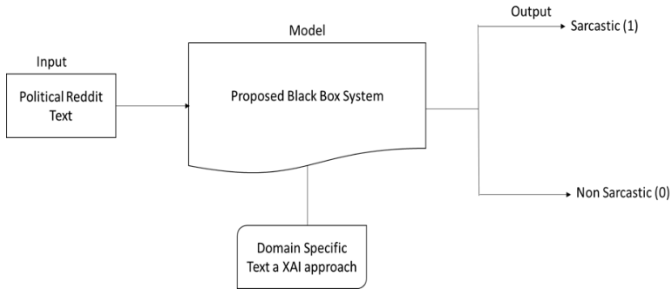 Output
Model
Sarcastic (1)
Input
Political Reddit
Text
Proposed Black Box System
Non Sarcastic (0)
Domain Specific
Text a XAI approach